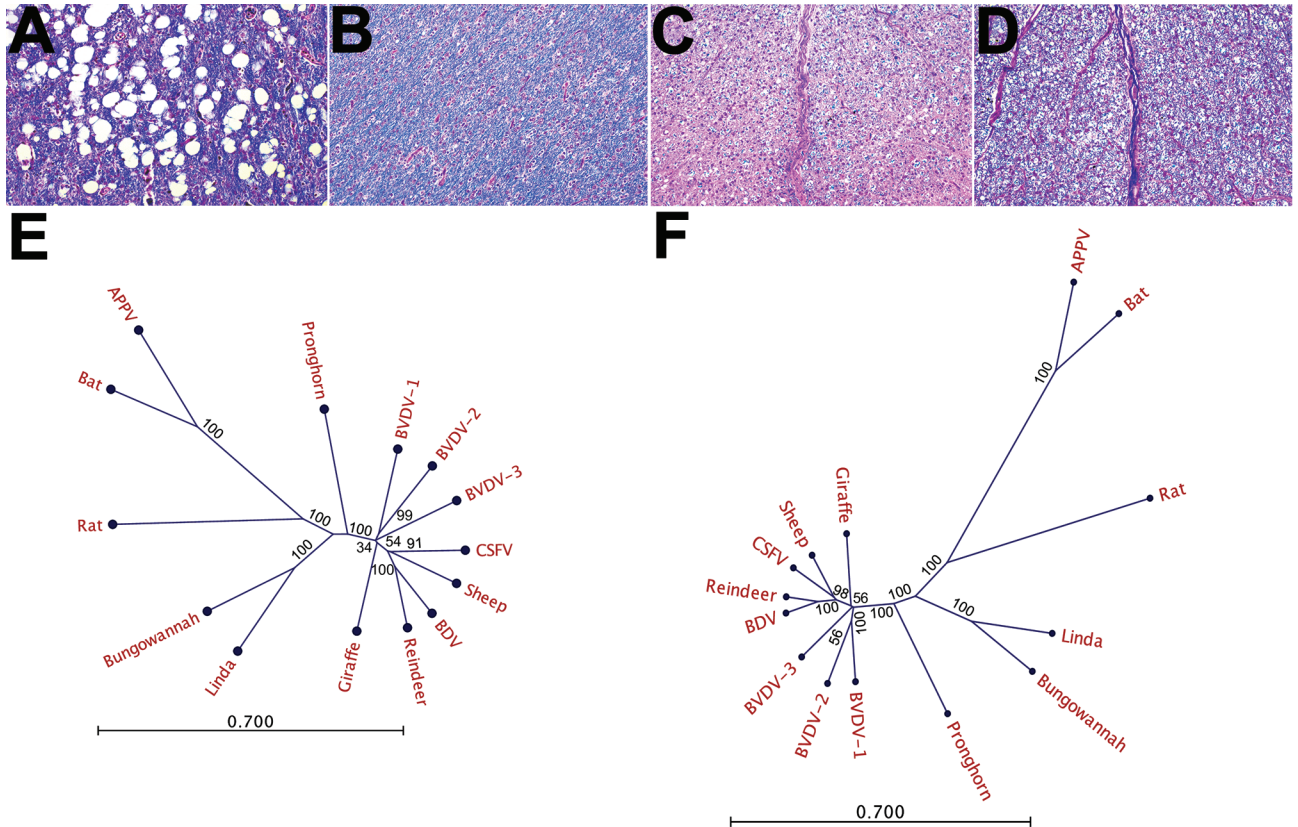 A
B
C
D
E
F
APPV
Bat
Pronghorn
BVDV-1
BVDV-2
BVDV-3
CSFV
Sheep
BDV
Reindeer
Giraffe
Linda
Bungowannah
Rat
100
100
100
100
99
54
91
34
100
0.700
APPV
Bat
100
Rat
100
100
100
100
Linda
Bungowannah
Pronghorn
Giraffe
Sheep
CSFV
Reindeer
BDV
98
56
100
100
56
BVDV-3
BVDV-2
BVDV-1
0.700